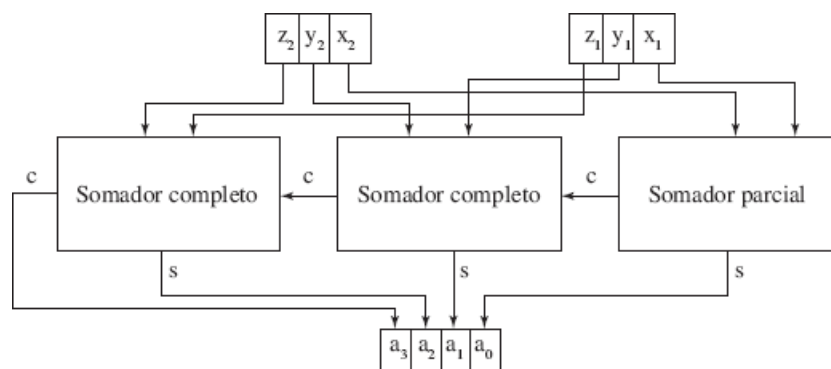 z2 y2 x2
z1 y1 x1
c
Somador completo
c
Somador completo
c
Somador parcial
s
s
s
a3 a2 a1 a0